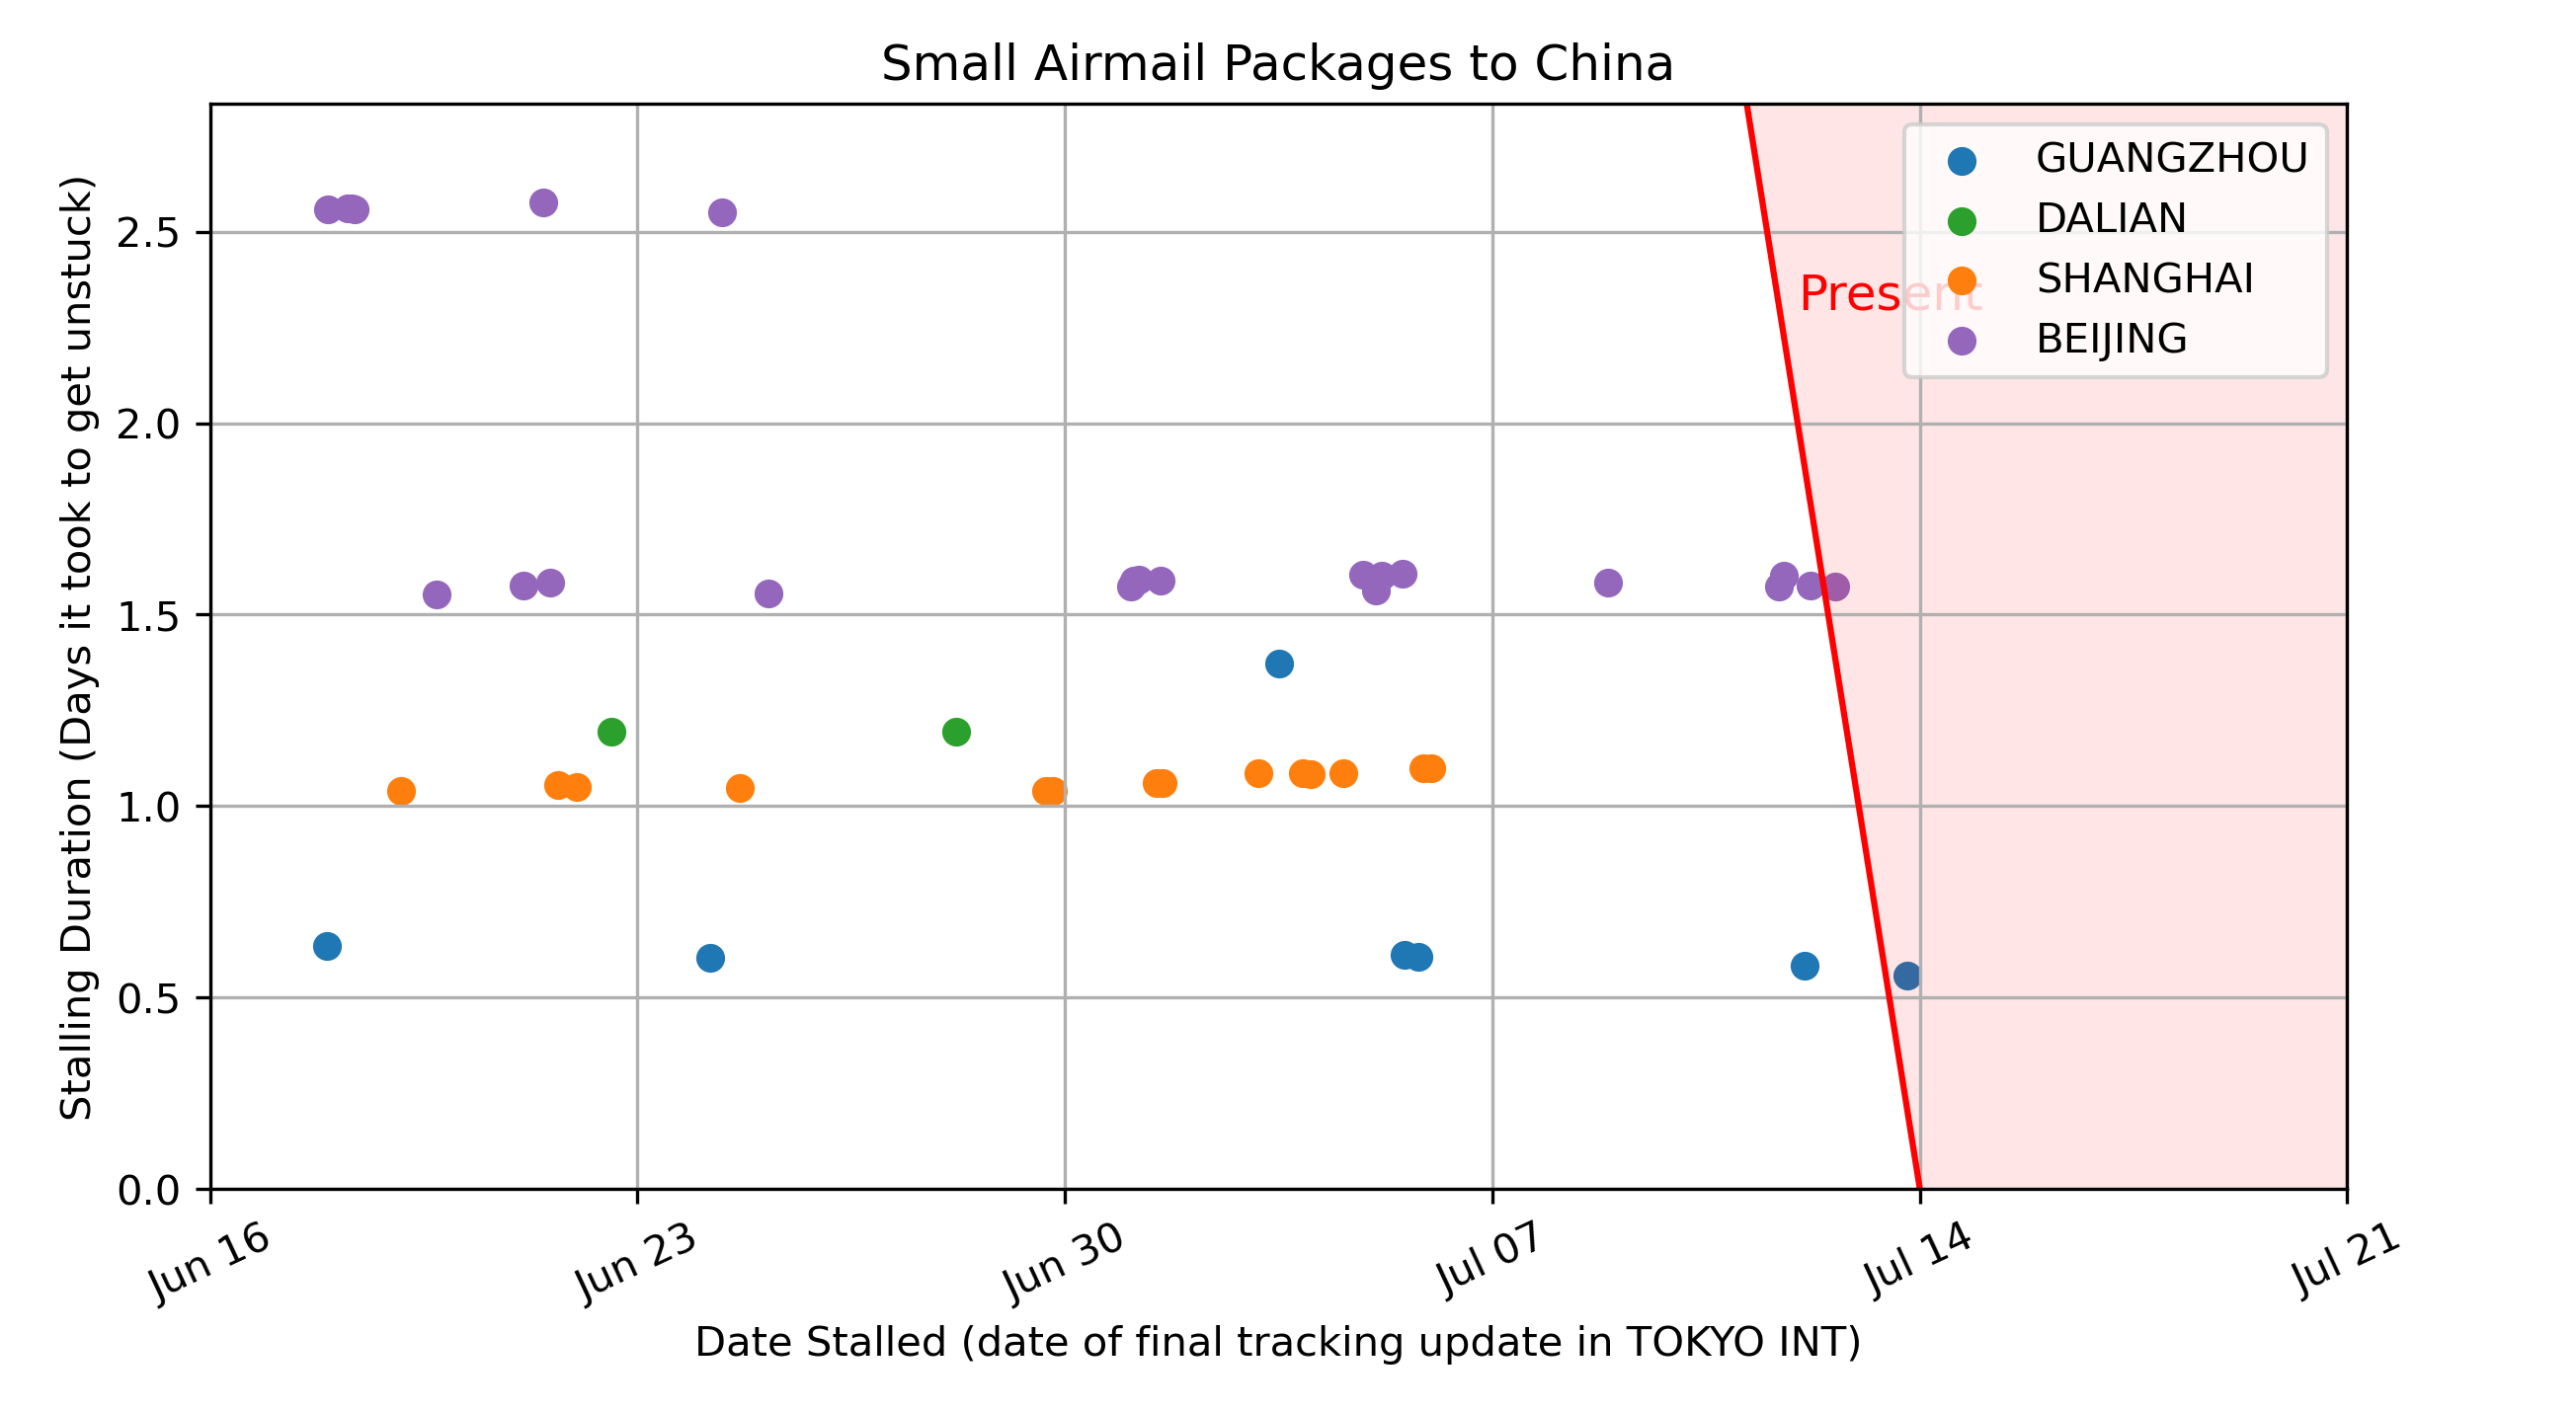 Small Airmail Packages to China
Stalling Duration (Days it took to get unstuck)
2.5
2.0
1.5
1.0
0.5
0.0
GUANGZHOU
DALIAN
SHANGHAI
BEIJING
Present
Jun 16
Jun 23
Jun 30
Jul 07
Jul 14
Jul 21
Date Stalled (date of final tracking update in TOKYO INT)